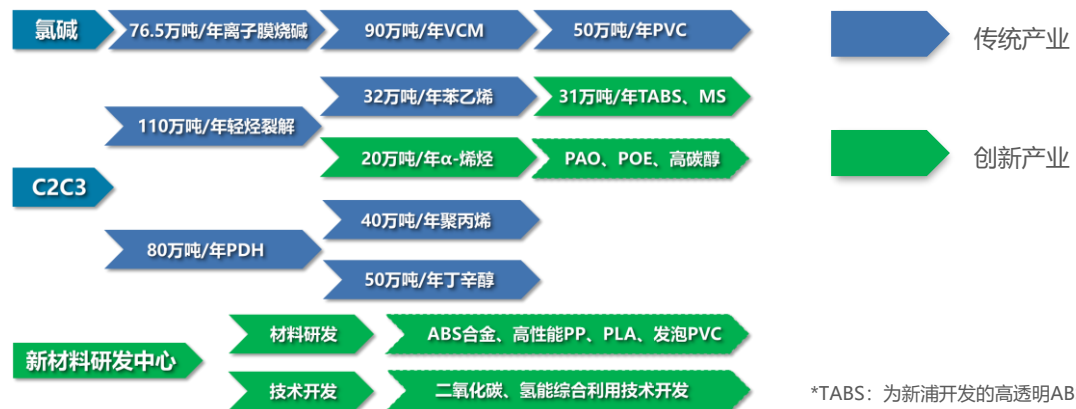 氯碱
76.5万吨/年离子膜烧碱
90万吨/年VCM
50万吨/年PVC
传统产业
32万吨/年苯乙烯
31万吨/年TABS、MS
110万吨/年轻烃裂解
20万吨/年α-烯烃
PAO、POE、高碳醇
创新产业
C2C3
40万吨/年聚丙烯
80万吨/年PDH
50万吨/年丁辛醇
材料研发
ABS合金、高性能PP、PLA、发泡PVC
新材料研发中心
技术开发
二氧化碳、氢能综合利用技术开发
*TABS：为新浦开发的高透明AB